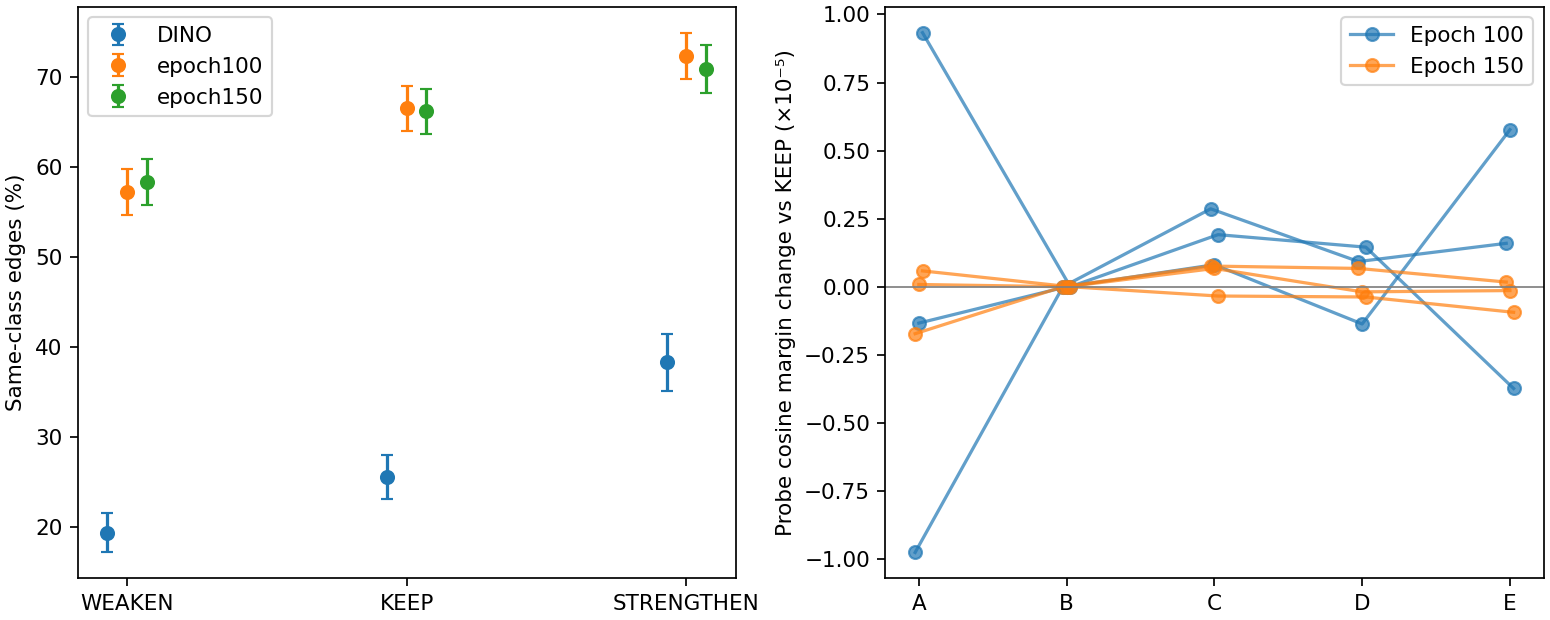 Same-class edges (%)
70
60
50
40
30
20
DINO
epoch100
epoch150
WEAKEN KEEP STRENGTHEN
Probe cosine margin change vs KEEP (×10⁻⁵)
1.00
0.75
0.50
0.25
0.00
−0.25
−0.50
−0.75
−1.00
Epoch 100
Epoch 150
A B C D E